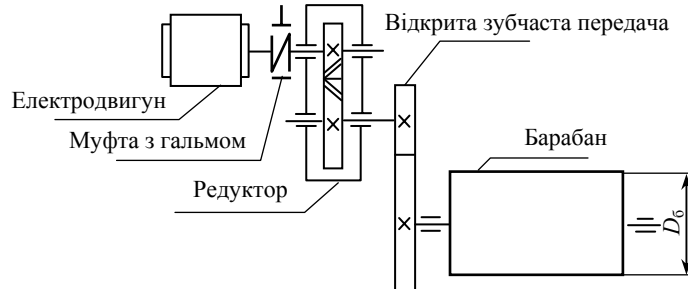 Відкрита зубчаста передача
Електродвигун
Муфта з гальмом
Барабан
Редуктор
Dб